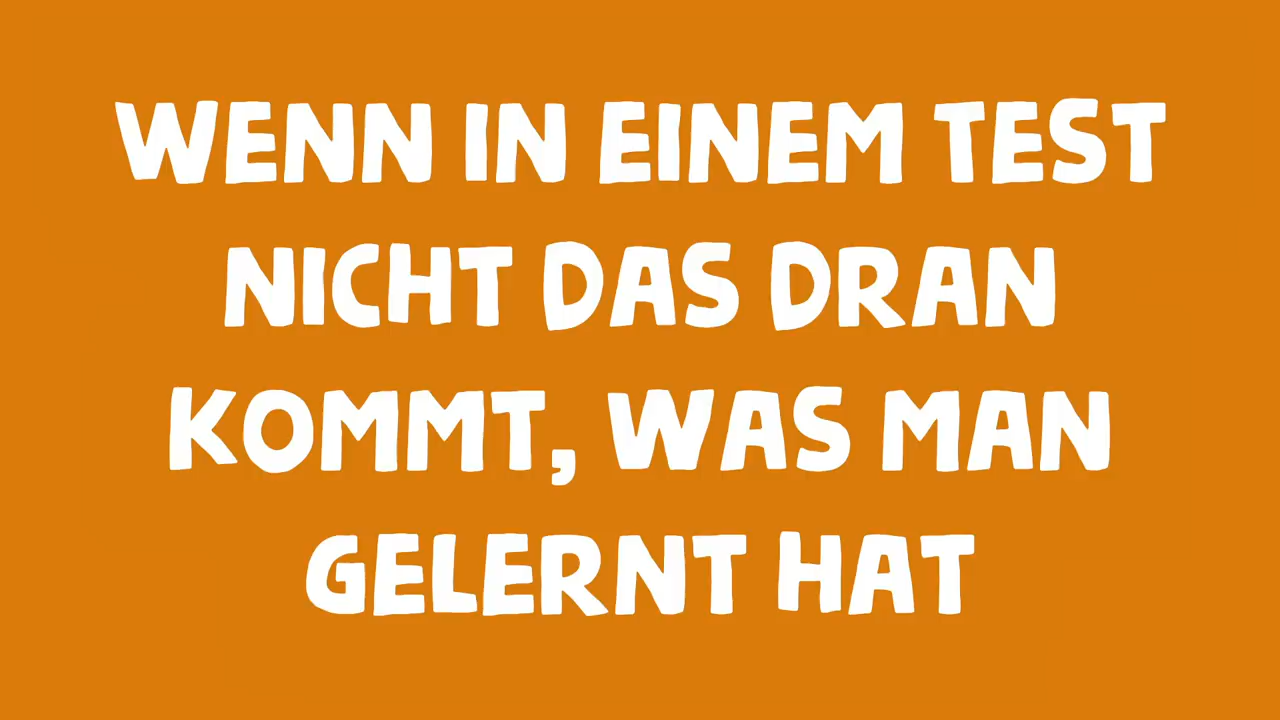 WENN IN EINEM TEST
NICHT DAS DRAN
KOMMT, WAS MAN
GELERNT HAT